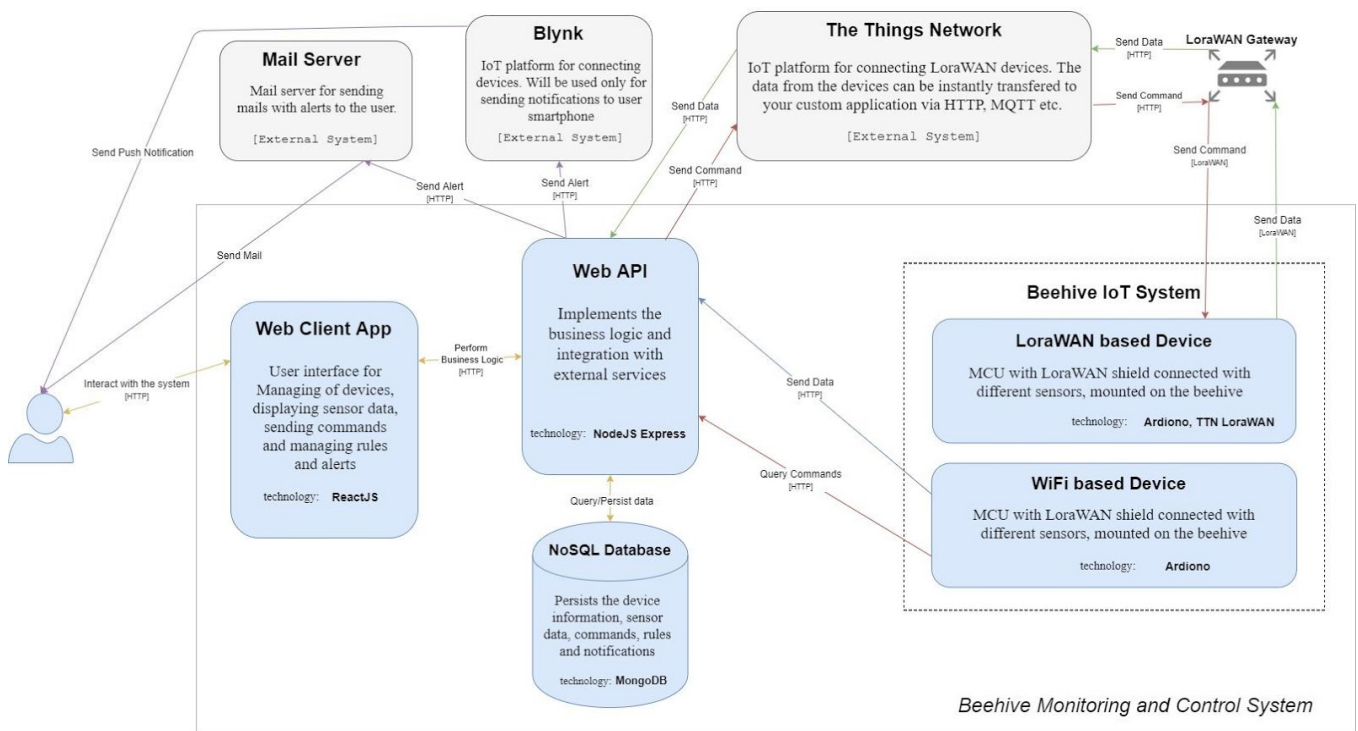 Blynk
IoT platform for connecting
devices. Will be used only for
sending notifications to user
smartphone
[External System]
The Things Network
IoT platform for connecting LoraWAN devices. The
data from the devices can be instantly transfered to
your custom application via HTTP, MQTT etc.
[External System]
LoraWAN Gateway
Mail Server
Mail server for sending
mails with alerts to the user.
[External System]
Send Data
[HTTP]
Send Command
[HTTP]
Send Data
[HTTP]
Send Command
[HTTP]
Send Command
[LoraWAN]
Send Data
[LoraWAN]
Send Push Notification
Send Alert
[HTTP]
Send Alert
[HTTP]
Send Mail
Web API
Implements the
business logic and
integration with
external services
technology: NodeJS Express
Web Client App
User interface for
Managing of devices,
displaying sensor data,
sending commands
and managing rules
and alerts
technology: ReactJS
Perform
Business Logic
[HTTP]
Interact with the system
[HTTP]
Send Data
[HTTP]
Query Commands
[HTTP]
Beehive IoT System
LoraWAN based Device
MCU with LoraWAN shield connected with
different sensors, mounted on the beehive
technology: Ardiono, TTN LoraWAN
WiFi based Device
MCU with LoraWAN shield connected with
different sensors, mounted on the beehive
technology: Ardiono
Query/Persist data
NoSQL Database
Persists the device
information, sensor
data, commands, rules
and notifications
technology: MongoDB
Beehive Monitoring and Control System